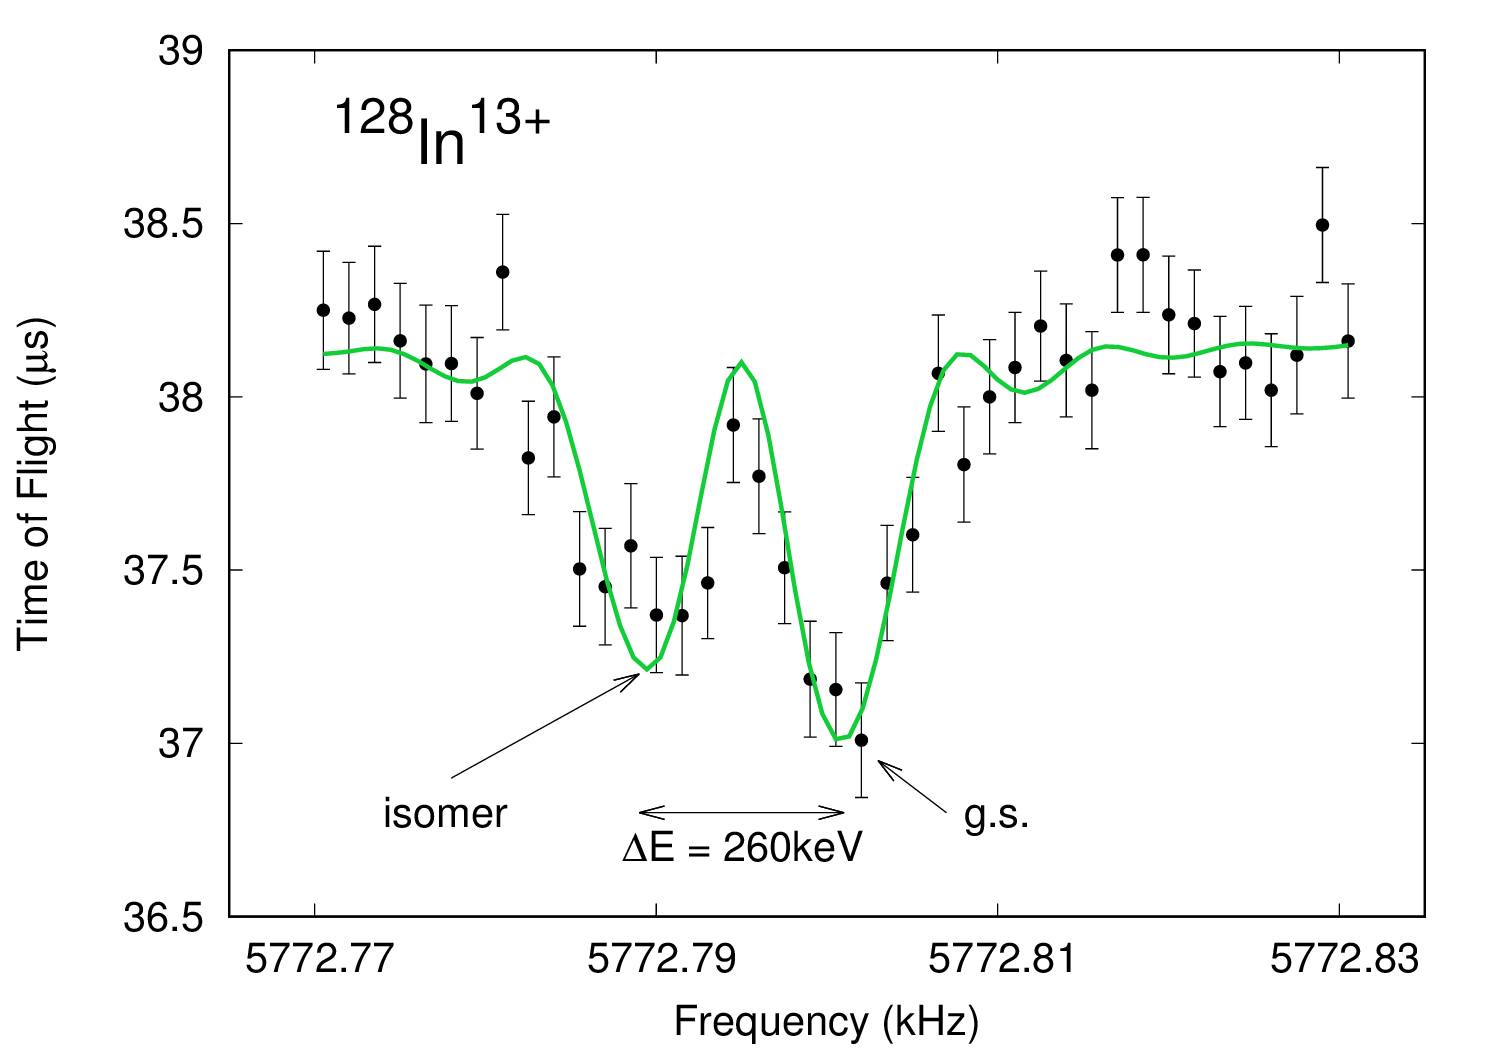 39
38.5
38
37.5
37
36.5
Time of Flight (μs)
¹²⁸In¹³⁺
isomer
g.s.
ΔE = 260keV
5772.77 5772.79 5772.81 5772.83
Frequency (kHz)